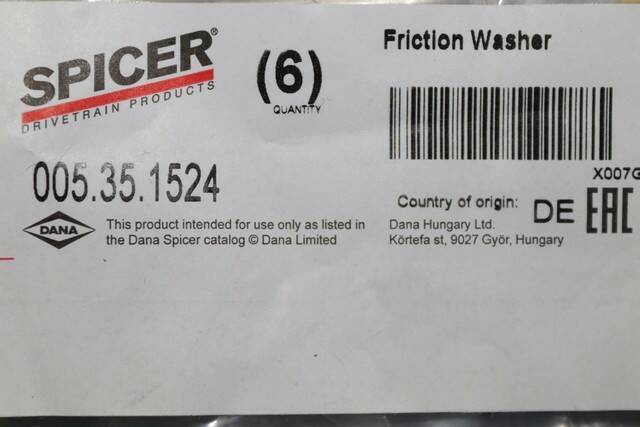 SPICER®
DRIVETRAIN PRODUCTS
(6)
QUANTITY
Friction Washer
X007G
005.35.1524
Country of origin: DE EAC
DANA
This product intended for use only as listed in
the Dana Spicer catalog © Dana Limited
Dana Hungary Ltd.
Körtefa st, 9027 Győr, Hungary